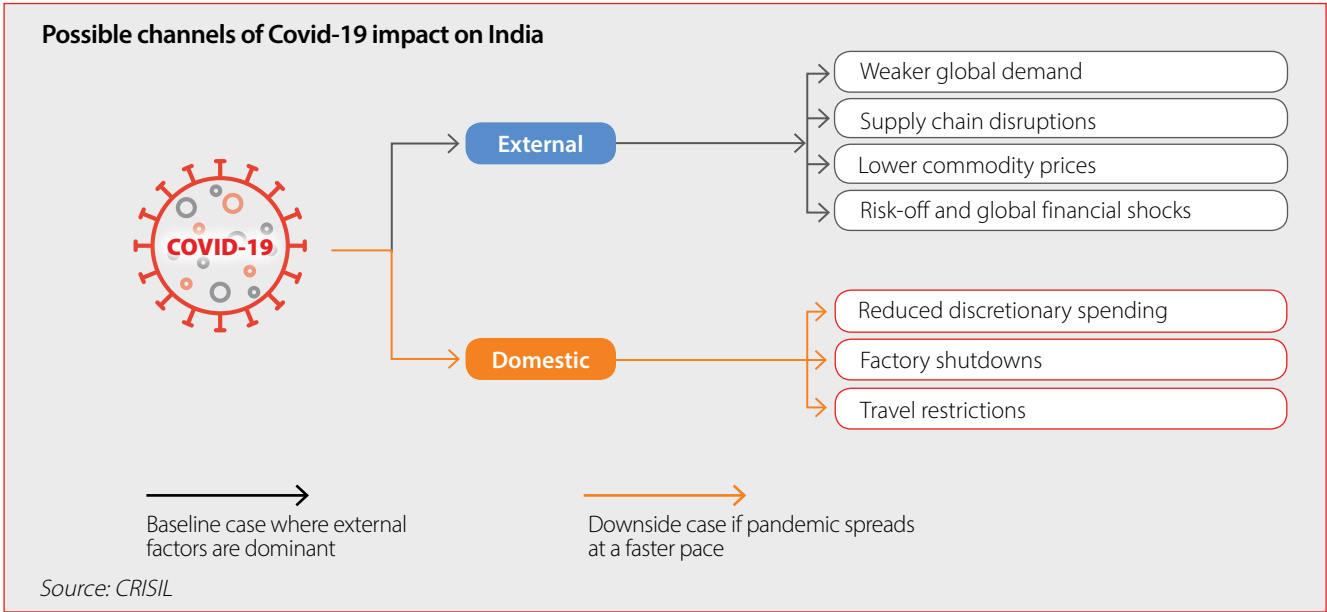 Possible channels of Covid-19 impact on India
COVID-19
External
Weaker global demand
Supply chain disruptions
Lower commodity prices
Risk-off and global financial shocks
Domestic
Reduced discretionary spending
Factory shutdowns
Travel restrictions
Baseline case where external
factors are dominant
Downside case if pandemic spreads
at a faster pace
Source: CRISIL